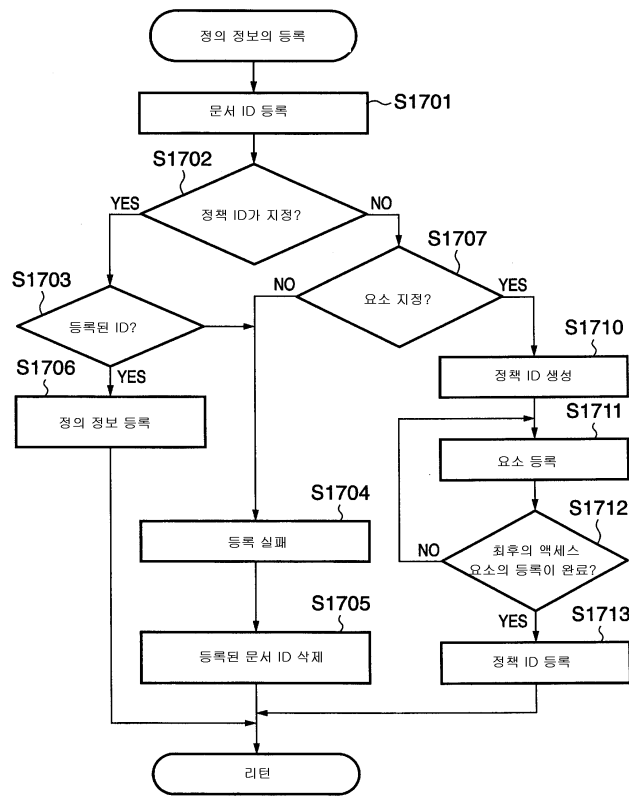 정의 정보의 등록
문서 ID 등록
S1701
S1702
정책 ID가 지정?
YES
NO
S1703
등록된 ID?
YES
S1707
요소 지정?
NO
YES
S1706
정의 정보 등록
S1710
정책 ID 생성
S1711
요소 등록
S1704
등록 실패
S1712
최후의 액세스
요소의 등록이 완료?
NO
YES
S1705
등록된 문서 ID 삭제
S1713
정책 ID 등록
리턴